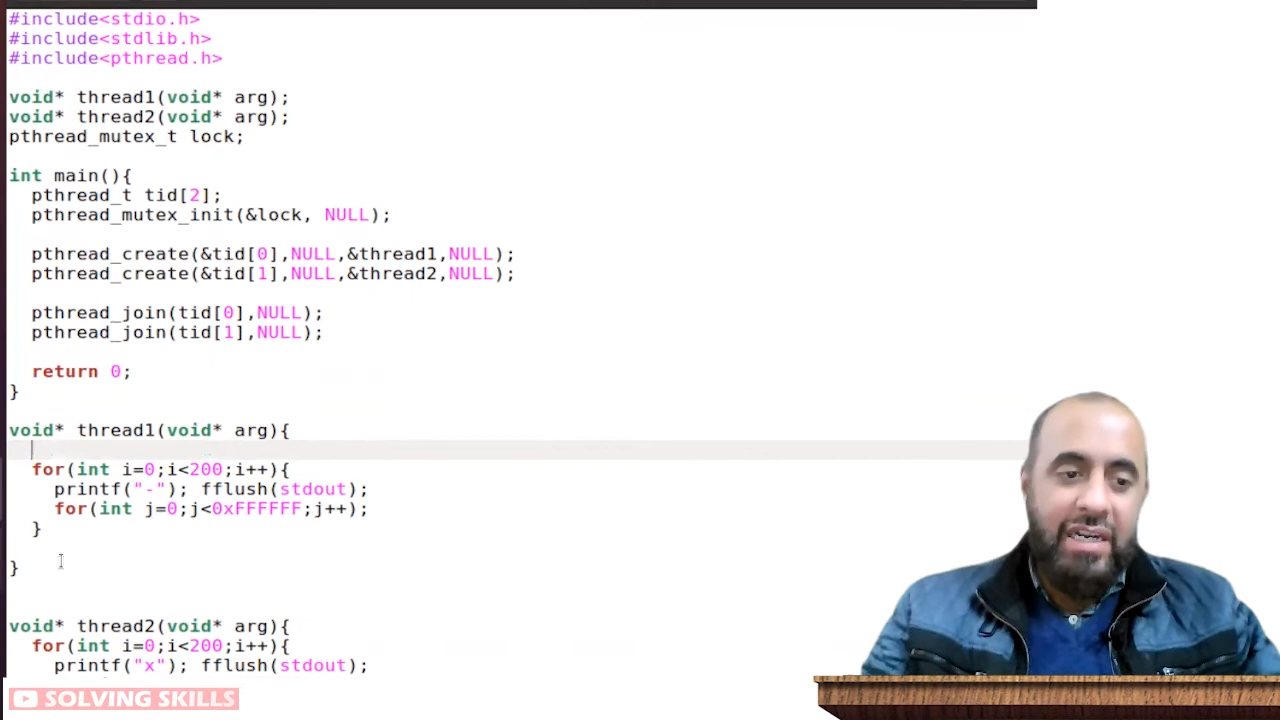 #include<stdio.h>
#include<stdlib.h>
#include<pthread.h>
void* thread1(void* arg);
void* thread2(void* arg);
pthread_mutex_t lock;
int main(){
pthread_t tid[2];
pthread_mutex_init(&lock, NULL);
pthread_create(&tid[0],NULL,&thread1,NULL);
pthread_create(&tid[1],NULL,&thread2,NULL);
pthread_join(tid[0],NULL);
pthread_join(tid[1],NULL);
return 0;
}
void* thread1(void* arg){
for(int i=0;i<200;i++){
printf("-"); fflush(stdout);
for(int j=0;j<0xFFFFFF;j++);
}
}
void* thread2(void* arg){
for(int i=0;i<200;i++){
printf("x"); fflush(stdout);
SOLVING SKILLS